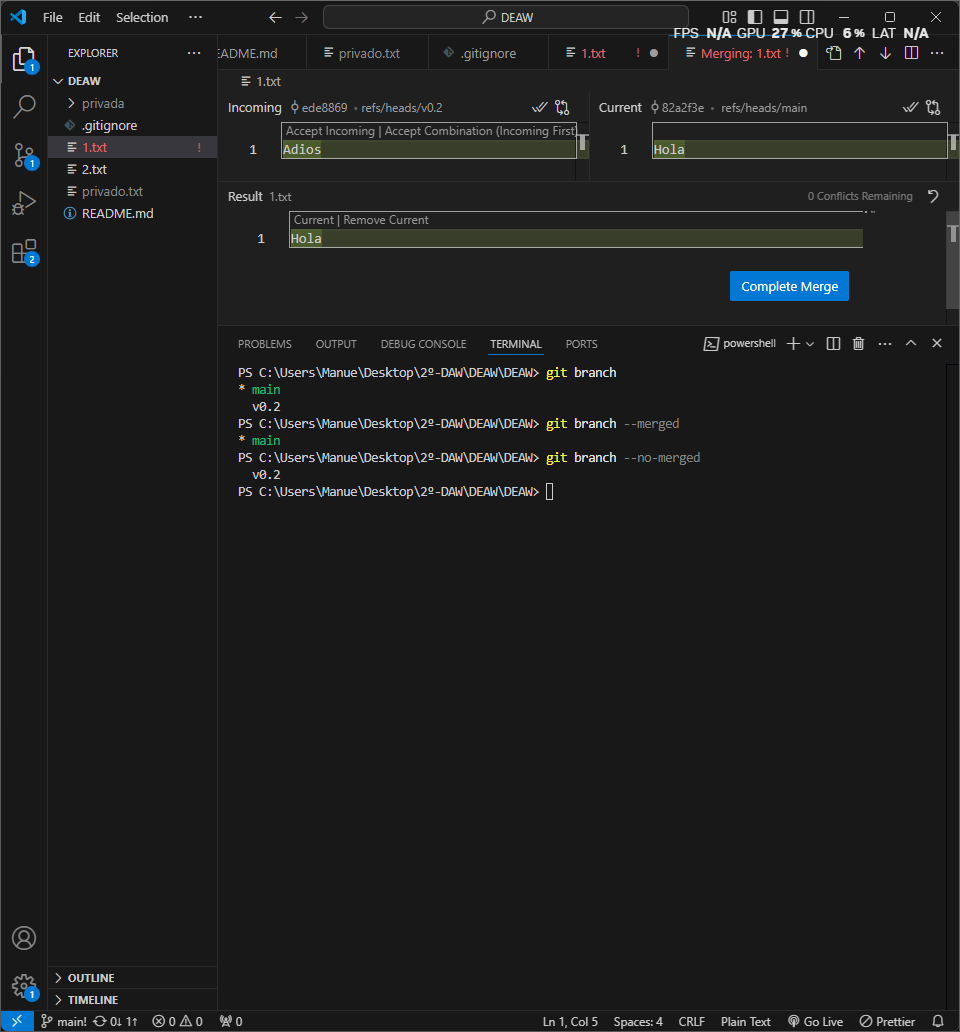 File Edit Selection ··· DEAW
FPS N/A GPU 27 % CPU 6 % LAT N/A
EXPLORER ···
DEAW
privada
.gitignore
1.txt !
2.txt
privado.txt
README.md
OUTLINE
TIMELINE
1
1
2
1
EADME.md privado.txt .gitignore 1.txt ! Merging: 1.txt !
1.txt
Incoming ede8869 • refs/heads/v0.2
Accept Incoming | Accept Combination (Incoming First)
1 Adios
Current 82a2f3e • refs/heads/main
1 Hola
Result 1.txt 0 Conflicts Remaining
Current | Remove Current
1 Hola
Complete Merge
PROBLEMS OUTPUT DEBUG CONSOLE TERMINAL PORTS powershell
PS C:\Users\Manue\Desktop\2º-DAW\DEAW\DEAW> git branch
* main
v0.2
PS C:\Users\Manue\Desktop\2º-DAW\DEAW\DEAW> git branch --merged
* main
PS C:\Users\Manue\Desktop\2º-DAW\DEAW\DEAW> git branch --no-merged
v0.2
PS C:\Users\Manue\Desktop\2º-DAW\DEAW\DEAW>
main! 0↓ 1↑ 0 0 0 Ln 1, Col 5 Spaces: 4 CRLF Plain Text Go Live Prettier